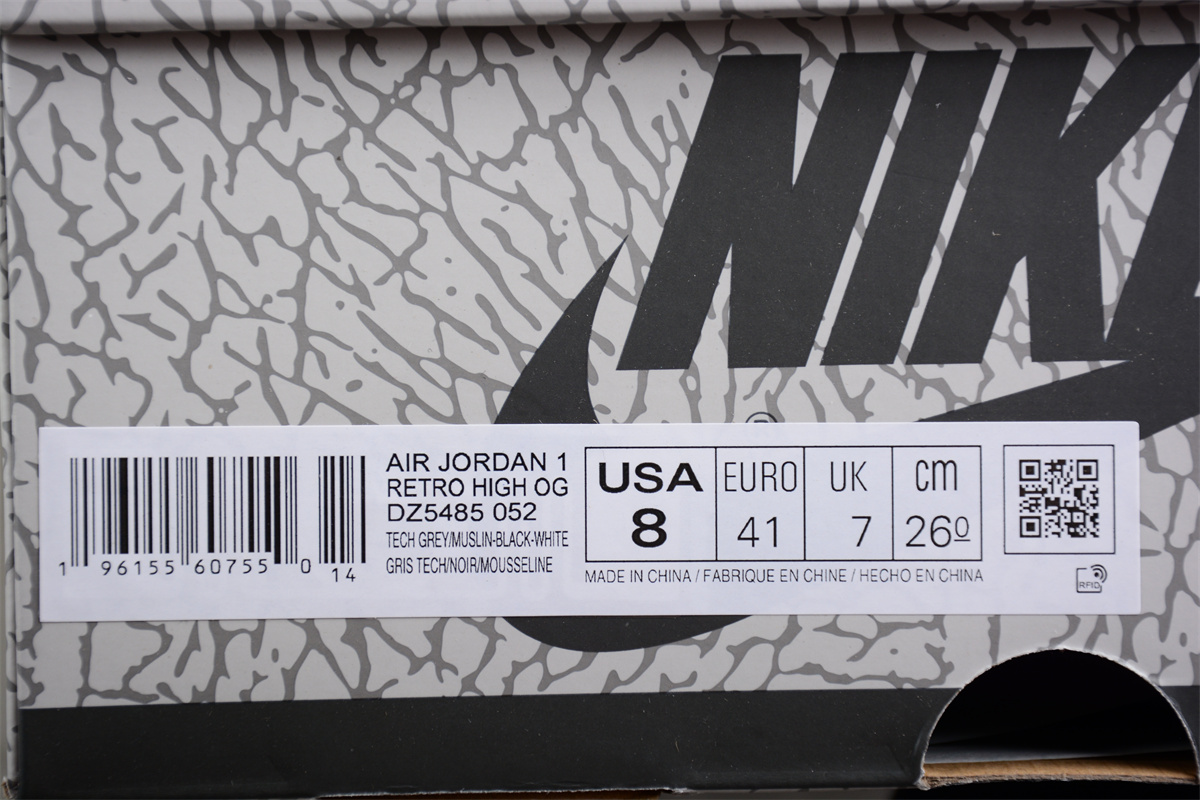 NIKE
AIR JORDAN 1
RETRO HIGH OG
DZ5485 052
TECH GREY/MUSLIN-BLACK-WHITE
GRIS TECH/NOIR/MOUSSELINE
1 96155 60755 0 14
USA EURO UK cm
8 41 7 26º
MADE IN CHINA / FABRIQUE EN CHINE / HECHO EN CHINA
RFID
®